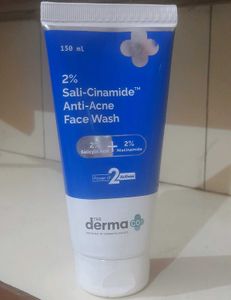 150 ml
2%
Sali-Cinamide™
Anti-Acne
Face Wash
2% + 2%
Salicylic Acid Niacinamide
Power of 2 Actives
THE
derma co